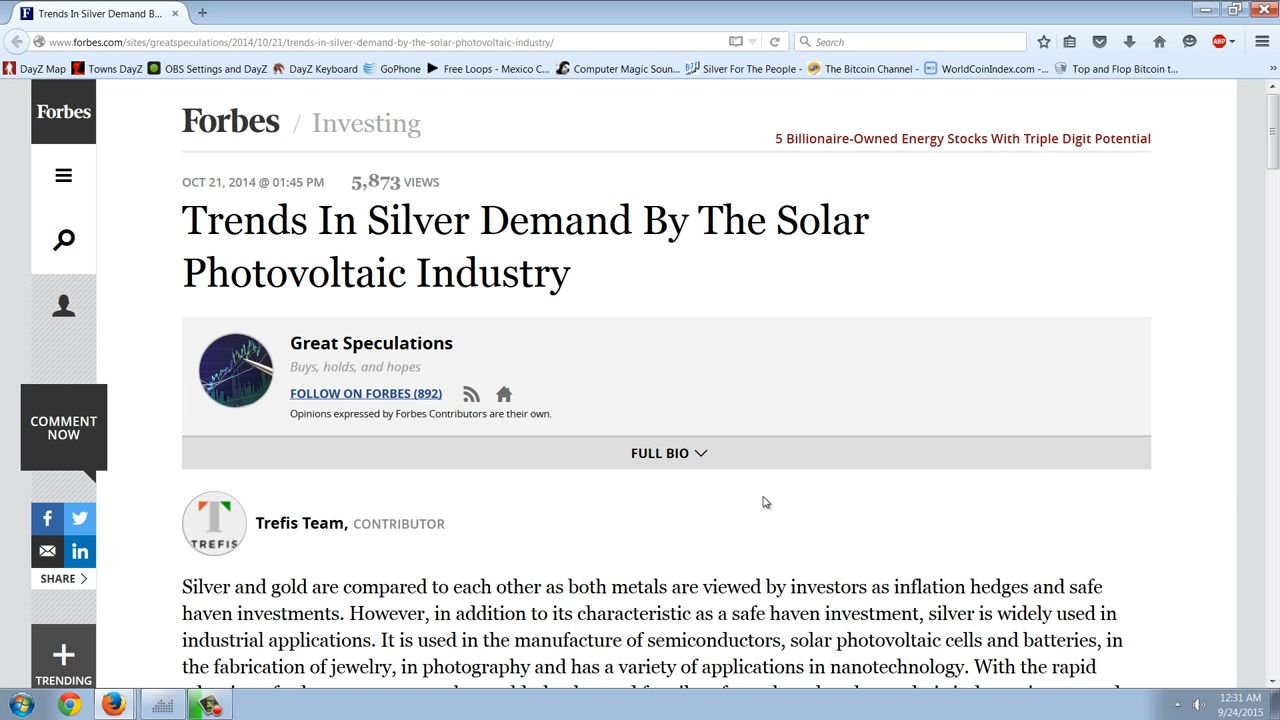 Trends In Silver Demand B...
www.forbes.com/sites/greatspeculations/2014/10/21/trends-in-silver-demand-by-the-solar-photovoltaic-industry/
Search
ABP
DayZ Map
Towns DayZ
OBS Settings and DayZ
DayZ Keyboard
GoPhone
Free Loops - Music, C...
Computer Magic Soun...
Silver For The People -
The Bitcoin Channel -
WorldCoinIndex.com -...
Top and Flop Bitcoin t...
Forbes
Forbes / Investing
5 Billionaire-Owned Energy Stocks With Triple Digit Potential
OCT 21, 2014 @ 01:45 PM 5,873 VIEWS
Trends In Silver Demand By The Solar
Photovoltaic Industry
Great Speculations
Buys, holds, and hopes
FOLLOW ON FORBES (892)
Opinions expressed by Forbes Contributors are their own.
COMMENT
NOW
FULL BIO
TREFIS
Trefis Team, CONTRIBUTOR
SHARE
Silver and gold are compared to each other as both metals are viewed by investors as inflation hedges and safe
haven investments. However, in addition to its characteristic as a safe haven investment, silver is widely used in
industrial applications. It is used in the manufacture of semiconductors, solar photovoltaic cells and batteries, in
the fabrication of jewelry, in photography and has a variety of applications in nanotechnology. With the rapid
TRENDING
12:31 AM
9/24/2015